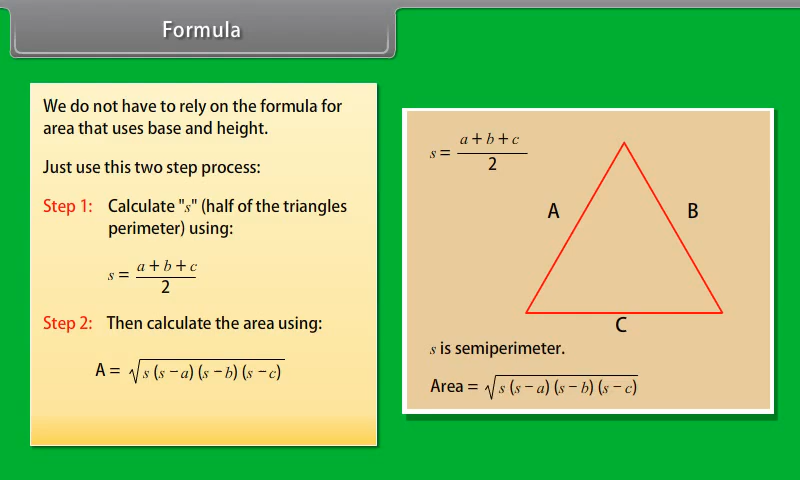 Formula
We do not have to rely on the formula for
area that uses base and height.
Just use this two step process:
Step 1: Calculate "s" (half of the triangles
perimeter) using:
s = a + b + c / 2
Step 2: Then calculate the area using:
A = √s (s − a) (s − b) (s − c)
s = a + b + c / 2
A
B
C
s is semiperimeter.
Area = √s (s − a) (s − b) (s − c)